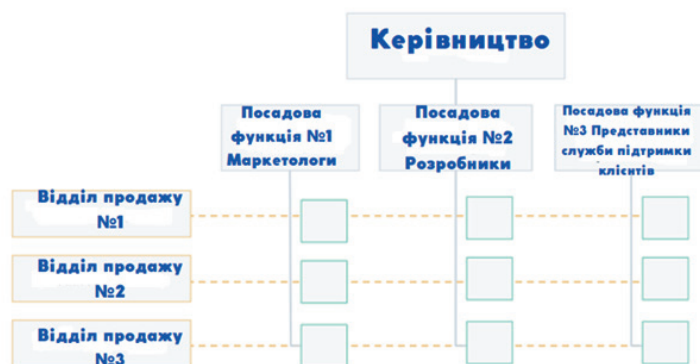 Керівництво
Посадова
функція №1
Маркетологи
Посадова
функція №2
Розробники
Посадова функція
№3 Представники
служби підтримки
клієнтів
Відділ продажу
№1
Відділ продажу
№2
Відділ продажу
№3